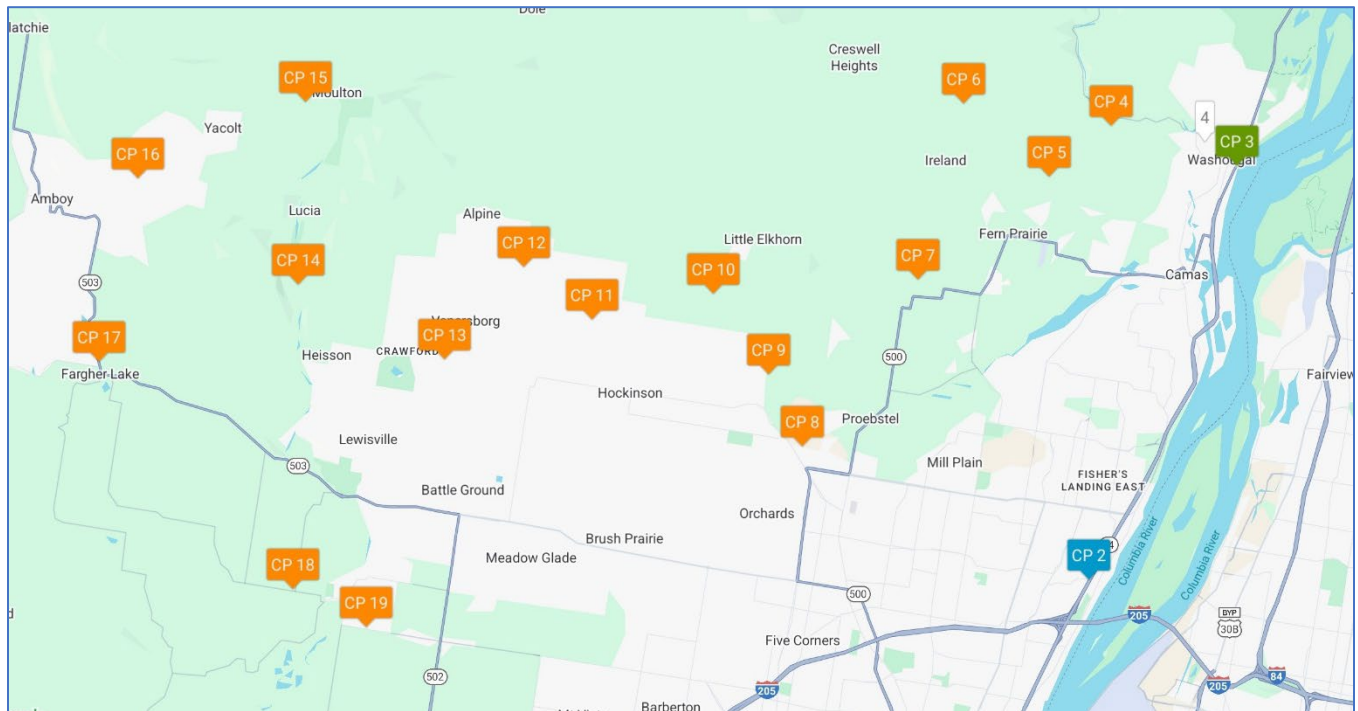 Dole
latchie
Creswell
Heights
CP 15
Moulton
CP 6
CP 4
4
Yacolt
CP 16
CP 5
CP 3
Washougal
Ireland
Amboy
Lucia
Alpine
CP 12
Little Elkhorn
Fern Prairie
CP 14
CP 10
CP 7
Camas
503
CP 11
CP 17
CP 13
CRAWFORD
Heisson
CP 9
500
Fargher Lake
Fairview
Hockinson
CP 8
Proebstel
Lewisville
503
Mill Plain
FISHER'S
LANDING EAST
Battle Ground
Orchards
Brush Prairie
Meadow Glade
CP 2
Columbia River
Columbia River
CP 18
CP 19
500
205
BYP
30B
d
Five Corners
502
205
205
84
Barberton